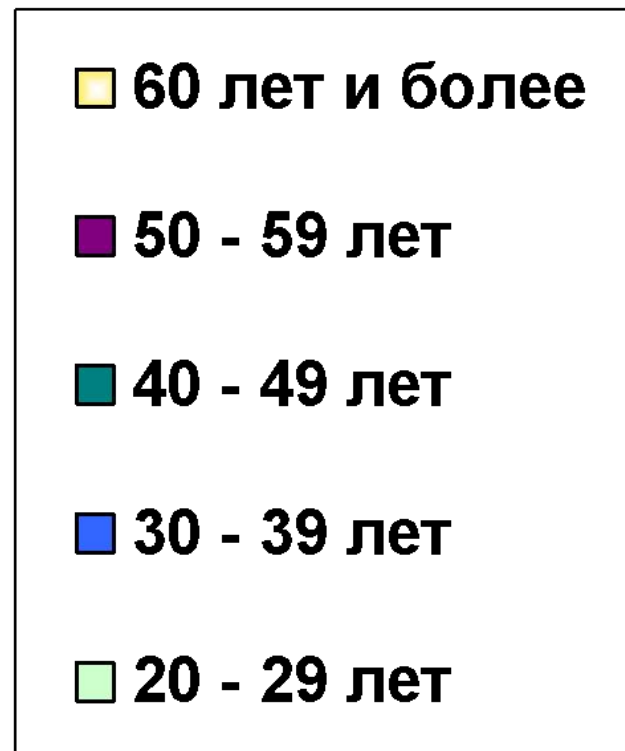 60 лет и более
50 - 59 лет
40 - 49 лет
30 - 39 лет
20 - 29 лет